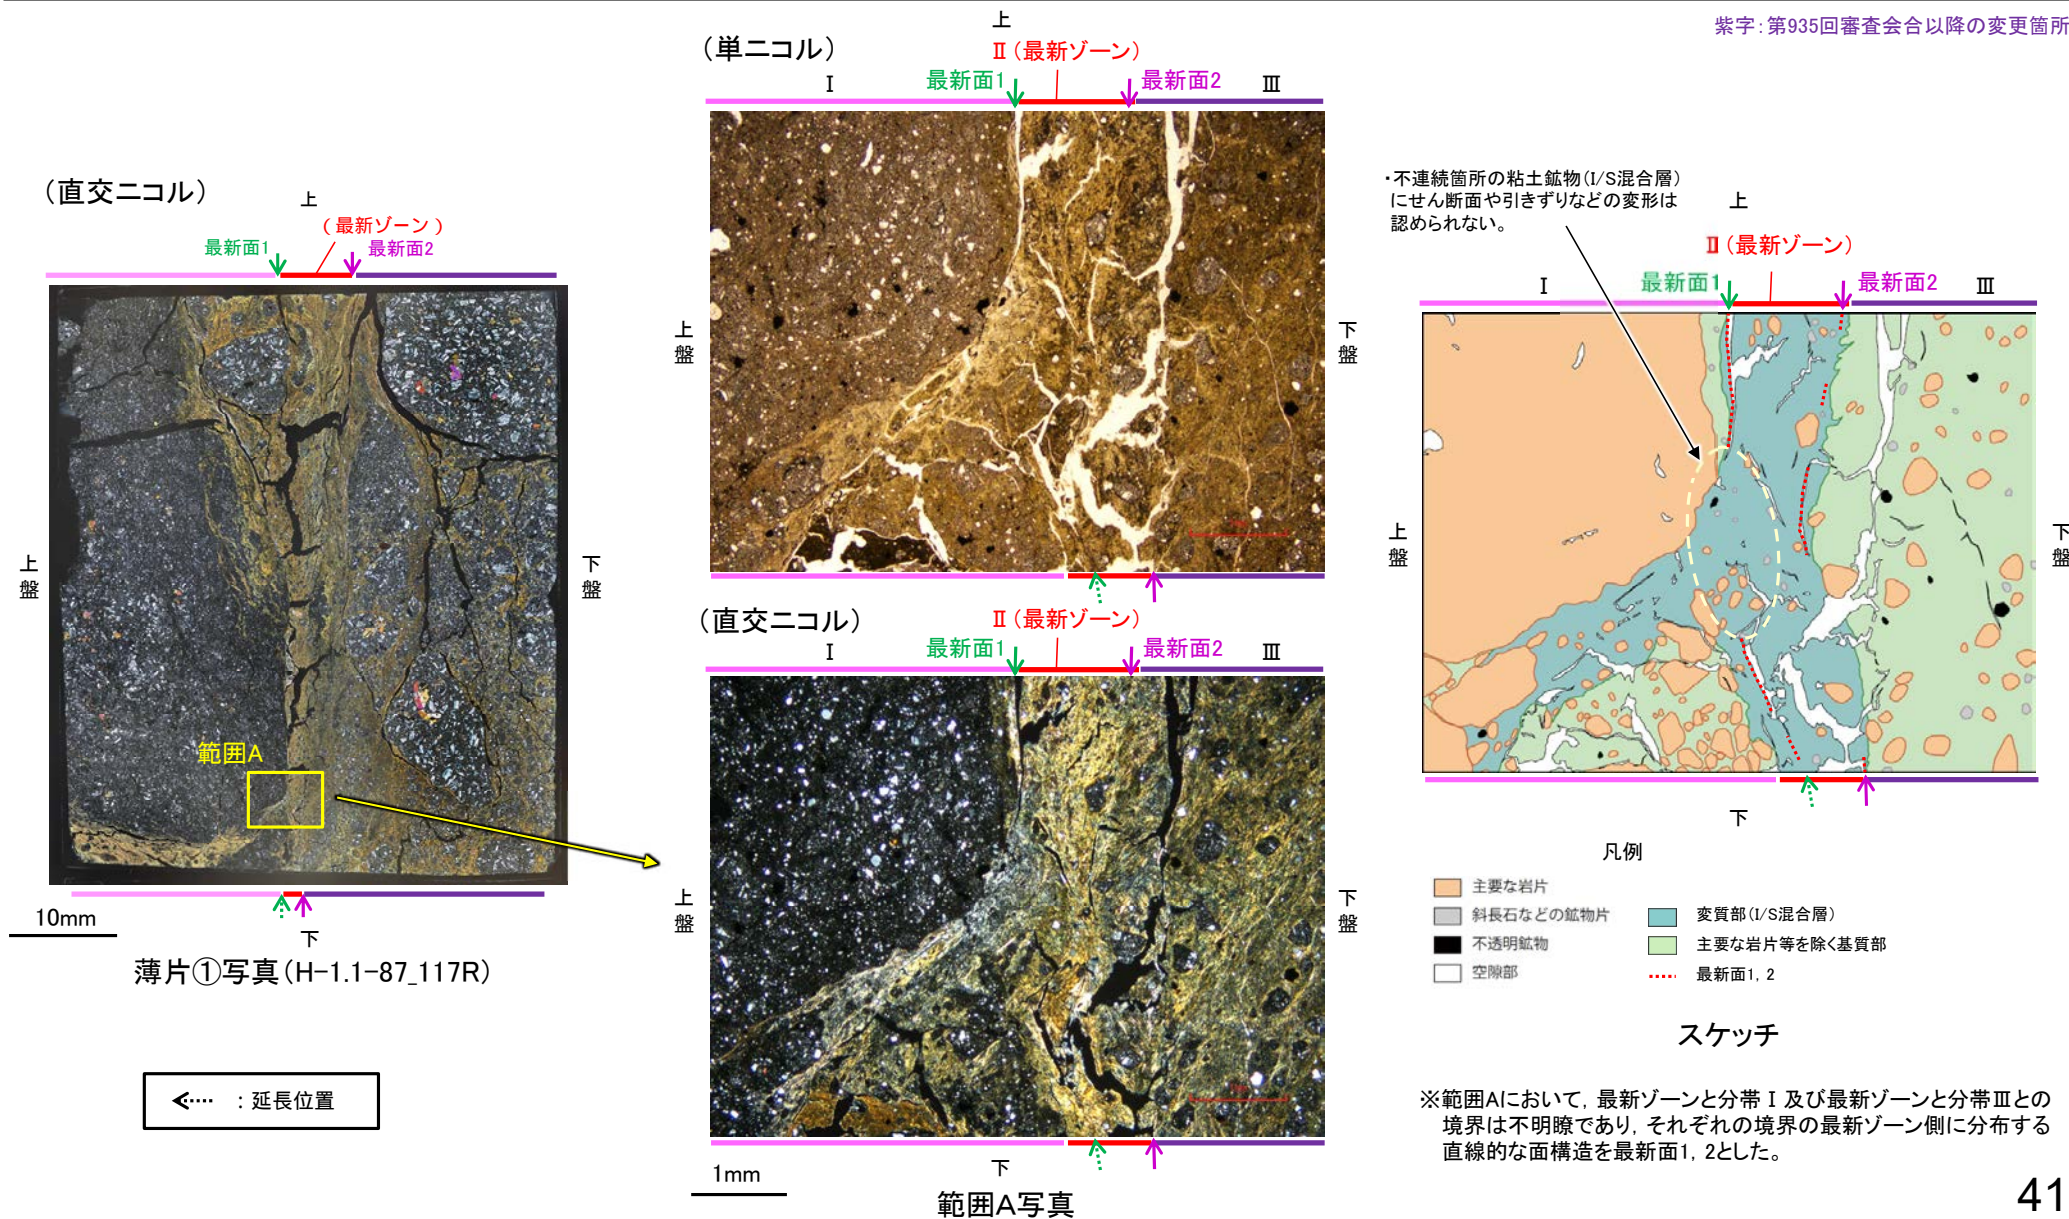 紫字：第935回審査会合以降の変更箇所
（直交ニコル）
上
（最新ゾーン）
最新面1
最新面2
上盤
下盤
範囲A
10mm
下
薄片①写真（H-1.1-87_117R）
：延長位置
（単ニコル）
上
Ⅱ（最新ゾーン）
Ⅰ
最新面1
最新面2
Ⅲ
上盤
下盤
（直交ニコル）
Ⅱ（最新ゾーン）
Ⅰ
最新面1
最新面2
Ⅲ
上盤
下盤
1mm
下
範囲A写真
・不連続箇所の粘土鉱物（I/S混合層）
にせん断面や引きずりなどの変形は
認められない。
上
Ⅱ（最新ゾーン）
Ⅰ
最新面1
最新面2
Ⅲ
上盤
下盤
下
凡例
主要な岩片
斜長石などの鉱物片
不透明鉱物
空隙部
変質部（I/S混合層）
主要な岩片等を除く基質部
最新面1，2
スケッチ
※範囲Aにおいて，最新ゾーンと分帯Ⅰ及び最新ゾーンと分帯Ⅲとの
境界は不明瞭であり，それぞれの境界の最新ゾーン側に分布する
直線的な面構造を最新面1，2とした。
41